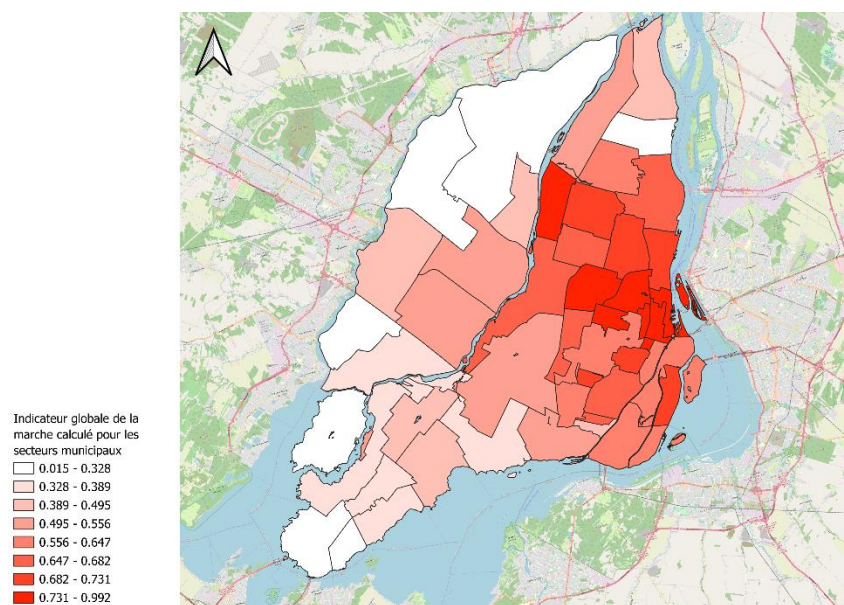 Indicateur globale de la
marche calculé pour les
secteurs municipaux
0.015 - 0.328
0.328 - 0.389
0.389 - 0.495
0.495 - 0.556
0.556 - 0.647
0.647 - 0.682
0.682 - 0.731
0.731 - 0.992